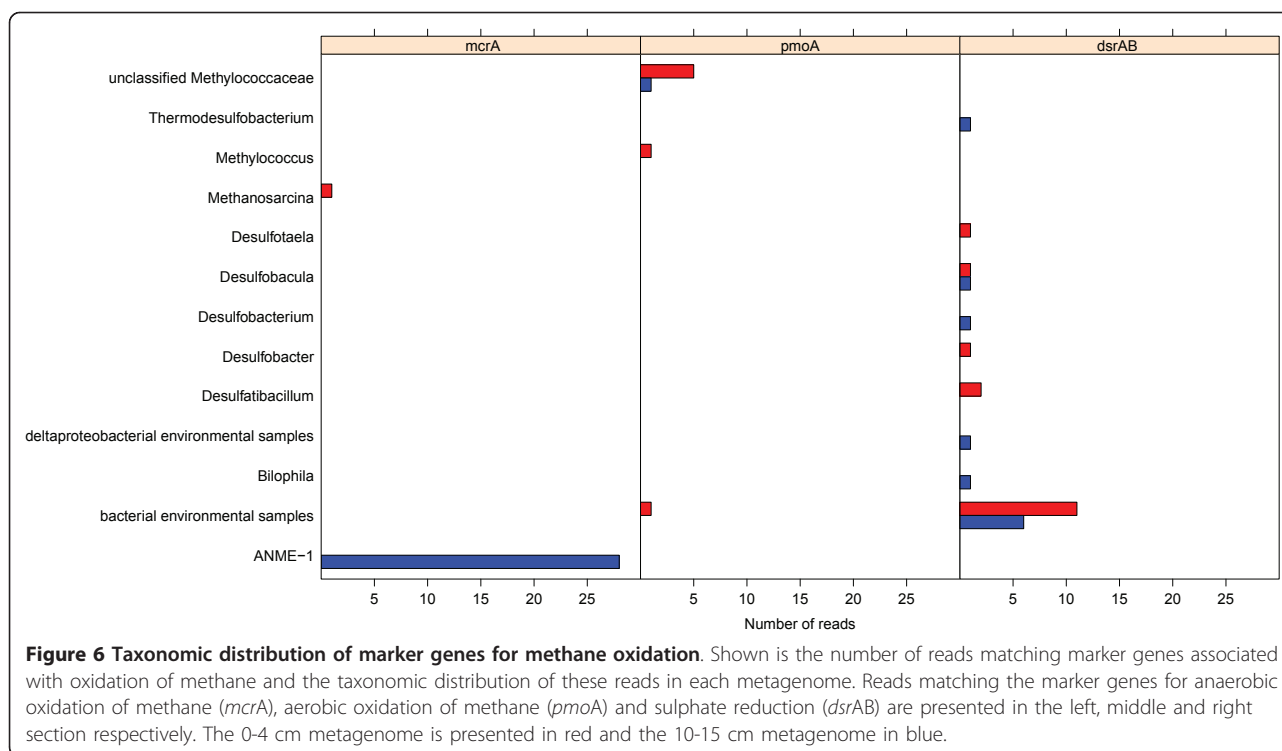 mcrA pmoA dsrAB
unclassified Methylococcaceae
Thermodesulfobacterium
Methylococcus
Methanosarcina
Desulfotaela
Desulfobacula
Desulfobacterium
Desulfobacter
Desulfatibacillum
deltaproteobacterial environmental samples
Bilophila
bacterial environmental samples
ANME−1
5 10 15 20 25 5 10 15 20 25 5 10 15 20 25
Number of reads
Figure 6 Taxonomic distribution of marker genes for methane oxidation. Shown is the number of reads matching marker genes associated
with oxidation of methane and the taxonomic distribution of these reads in each metagenome. Reads matching the marker genes for anaerobic
oxidation of methane (mcrA), aerobic oxidation of methane (pmoA) and sulphate reduction (dsrAB) are presented in the left, middle and right
section respectively. The 0-4 cm metagenome is presented in red and the 10-15 cm metagenome in blue.